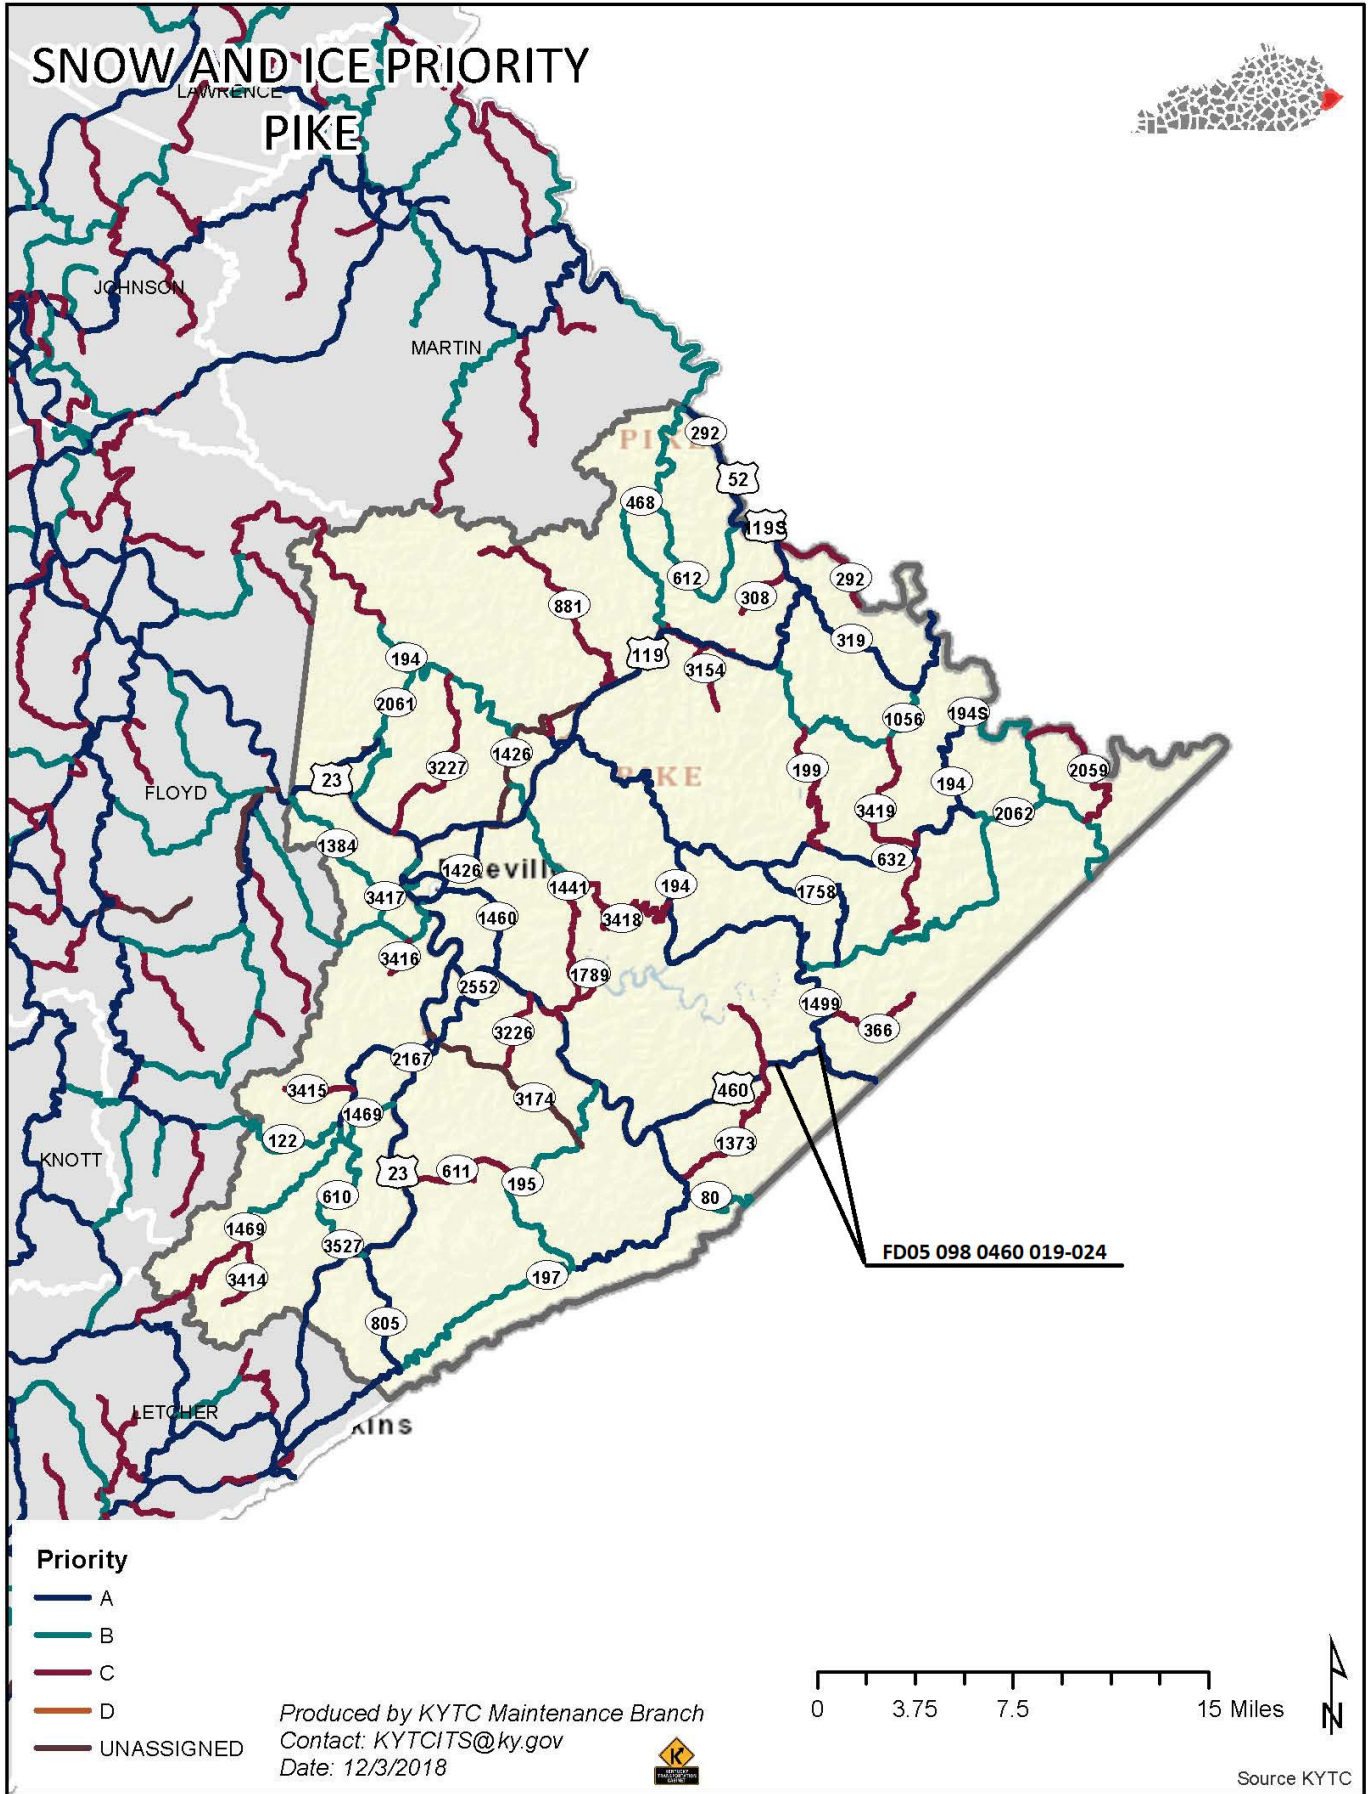 SNOW AND ICE PRIORITY
LAWRENCE
PIKE
JOHNSON
MARTIN
PIKE
292
52
468
119S
612
308
292
881
319
194
119
3154
2061
1056
194S
1426
23
3227
PIKE
199
194
2059
FLOYD
3419
2062
1384
632
1426
3417
1441
194
1758
1460
3418
3416
2552
1789
1499
3226
366
2167
3415
460
3174
1469
122
1373
KNOTT
23
611
195
610
80
1469
3527
FD05 098 0460 019-024
3414
197
805
LETCHER
Priority
A
B
C
D
UNASSIGNED
Produced by KYTC Maintenance Branch
Contact: KYTCITS@ky.gov
Date: 12/3/2018
KENTUCKY
TRANSPORTATION
CABINET
0 3.75 7.5 15 Miles
N
Source KYTC